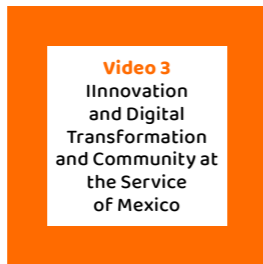 Video 3
IInnovation
and Digital
Transformation
and Community at
the Service
of Mexico